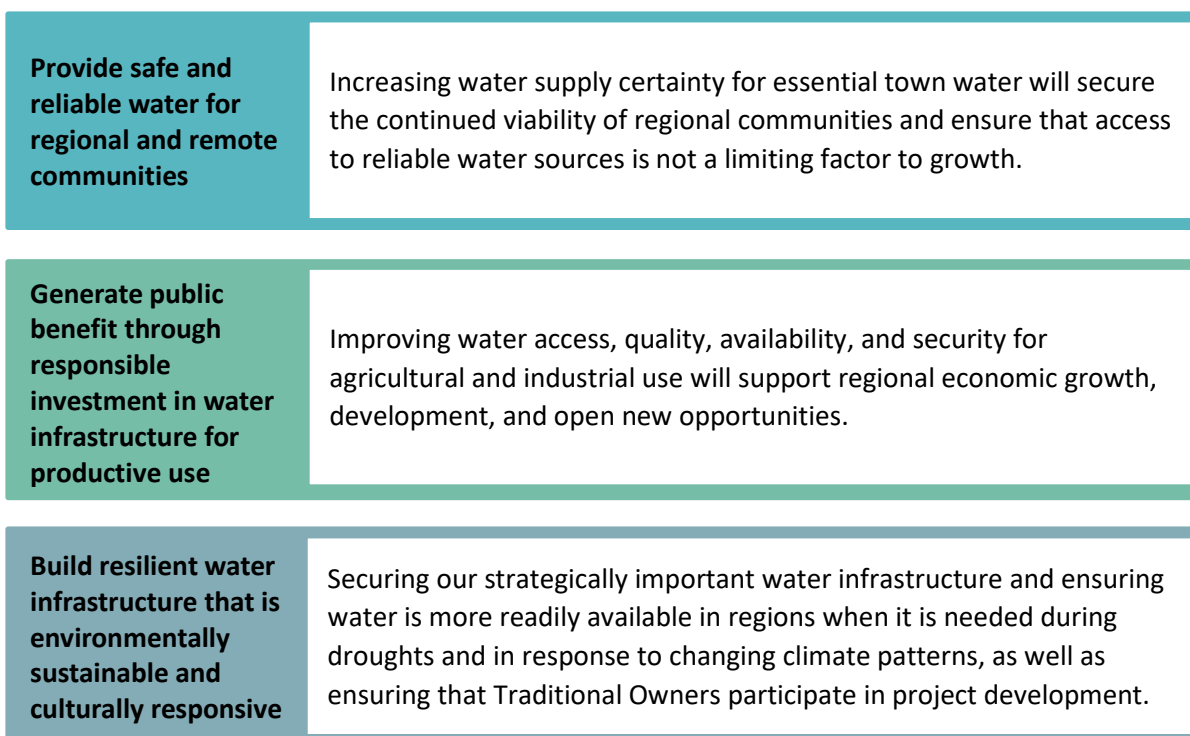 Provide safe and
reliable water for
regional and remote
communities
Increasing water supply certainty for essential town water will secure
the continued viability of regional communities and ensure that access
to reliable water sources is not a limiting factor to growth.
Generate public
benefit through
responsible
investment in water
infrastructure for
productive use
Improving water access, quality, availability, and security for
agricultural and industrial use will support regional economic growth,
development, and open new opportunities.
Build resilient water
infrastructure that is
environmentally
sustainable and
culturally responsive
Securing our strategically important water infrastructure and ensuring
water is more readily available in regions when it is needed during
droughts and in response to changing climate patterns, as well as
ensuring that Traditional Owners participate in project development.